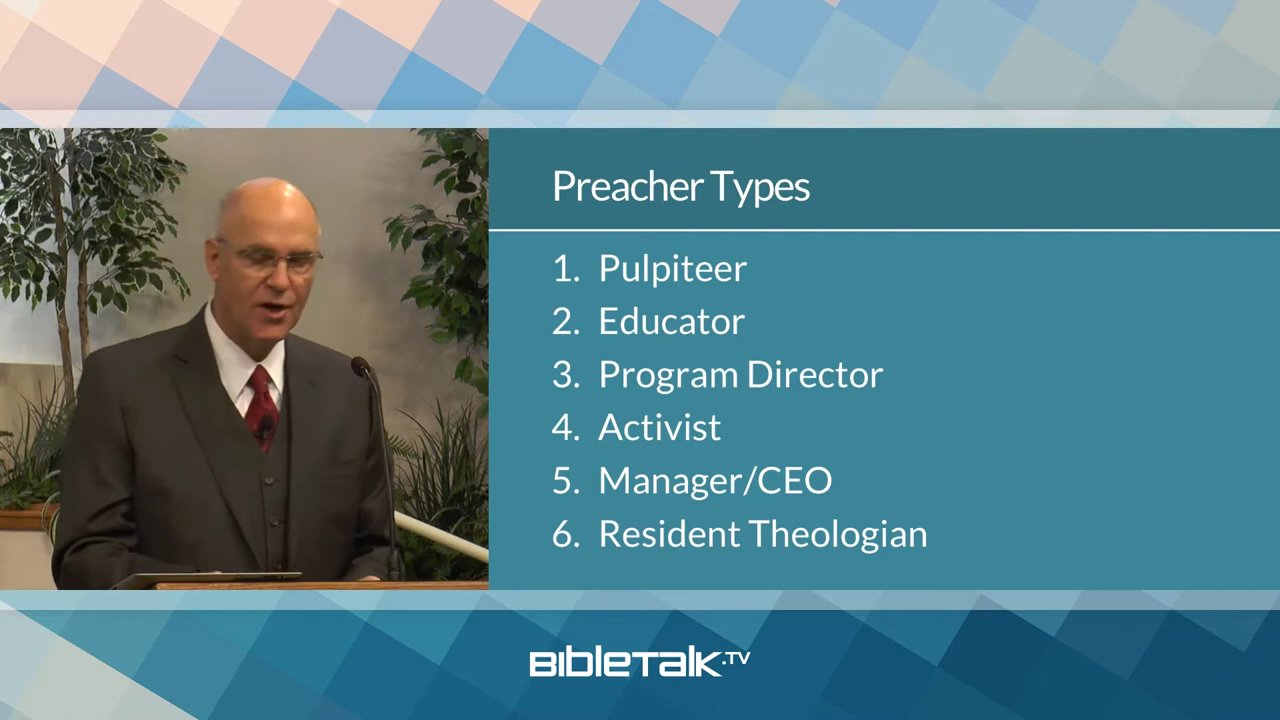 Preacher Types
1. Pulpiteer
2. Educator
3. Program Director
4. Activist
5. Manager/CEO
6. Resident Theologian
BIBLETALK.TV